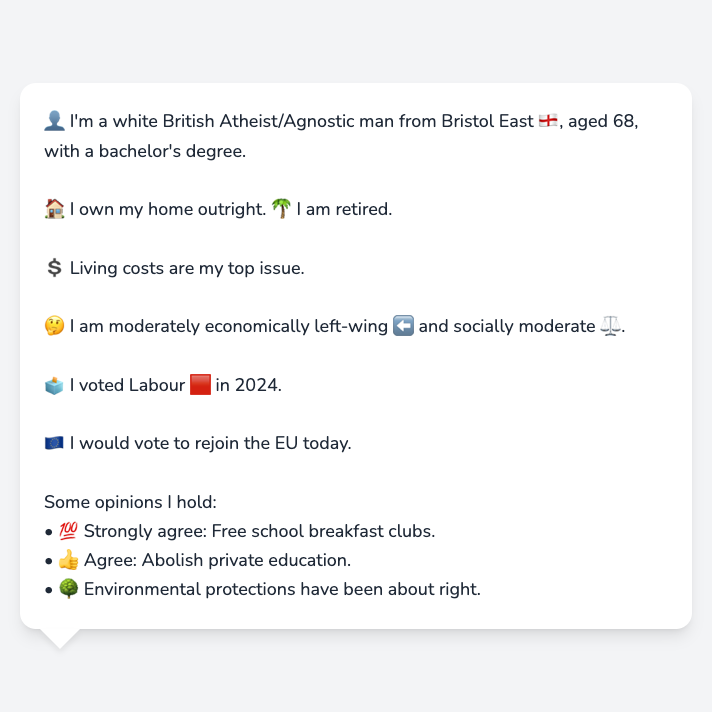 👤 I'm a white British Atheist/Agnostic man from Bristol East 🏴󠁧󠁢󠁥󠁮󠁧󠁿, aged 68,
with a bachelor's degree.
🏠 I own my home outright. 🌴 I am retired.
💲 Living costs are my top issue.
🤔 I am moderately economically left-wing ⬅️ and socially moderate ⚖️.
🗳️ I voted Labour 🟥 in 2024.
🇪🇺 I would vote to rejoin the EU today.
Some opinions I hold:
• 💯 Strongly agree: Free school breakfast clubs.
• 👍 Agree: Abolish private education.
• 🌳 Environmental protections have been about right.